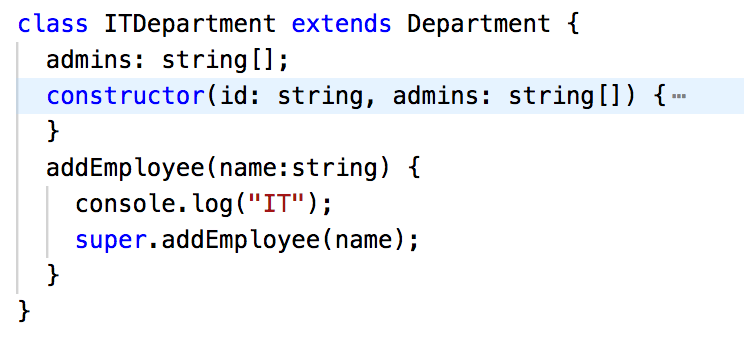 class ITDepartment extends Department {
admins: string[];
constructor(id: string, admins: string[]) {⋯
}
addEmployee(name:string) {
console.log("IT");
super.addEmployee(name);
}
}